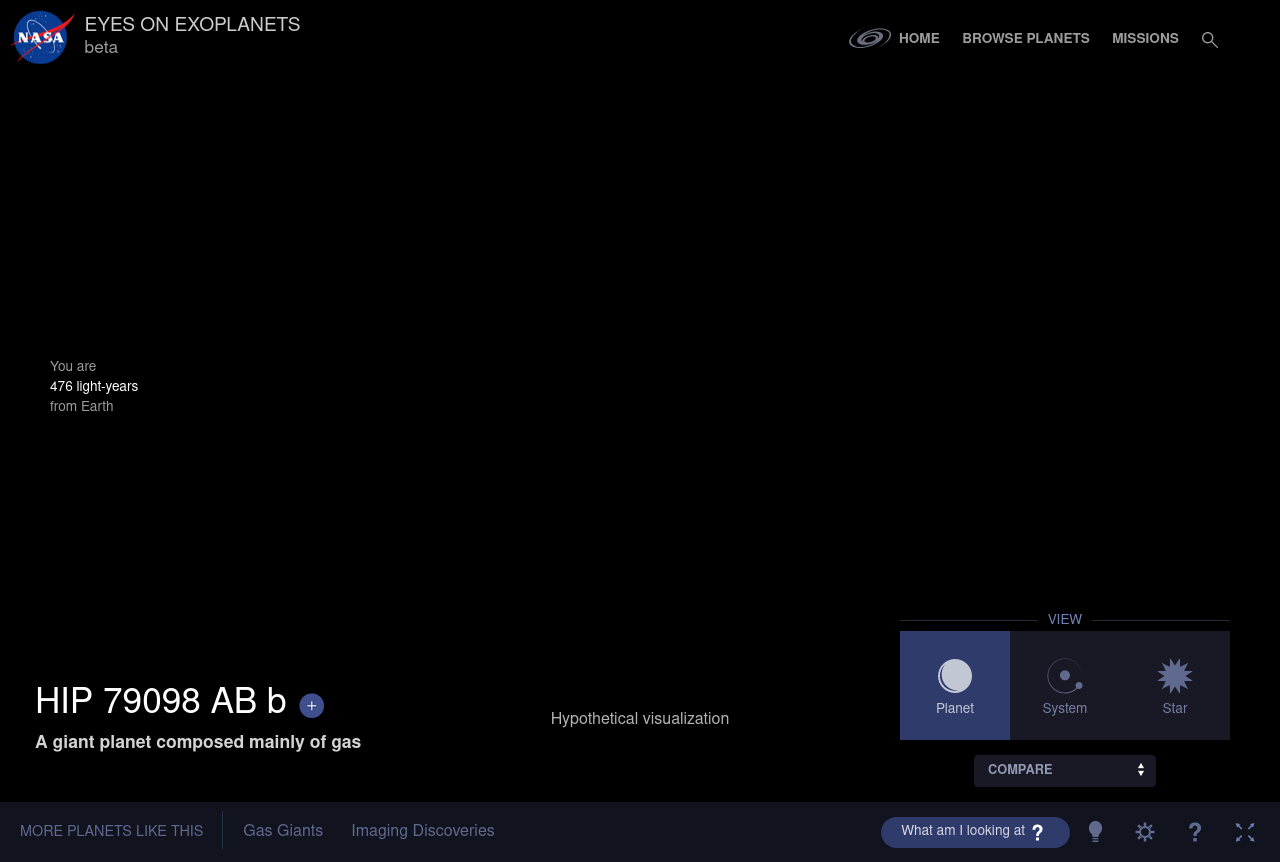 NASA
EYES ON EXOPLANETS
beta
HOME
BROWSE PLANETS
MISSIONS
You are
476 light-years
from Earth
VIEW
Planet
System
Star
HIP 79098 AB b +
A giant planet composed mainly of gas
Hypothetical visualization
COMPARE
MORE PLANETS LIKE THIS
Gas Giants
Imaging Discoveries
What am I looking at ?
?